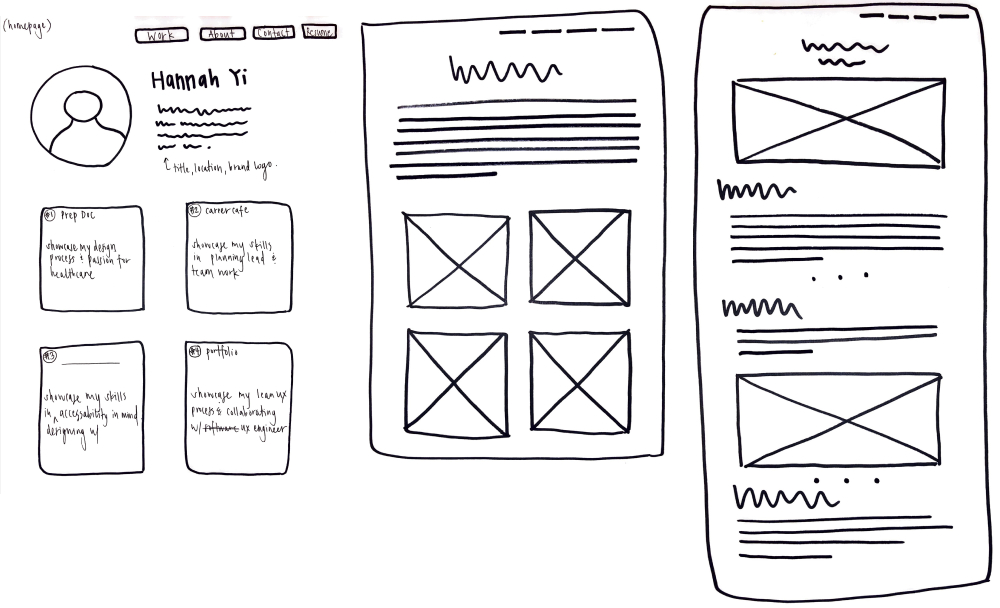 (homepage)
Work About Contact Resume
Hannah Yi
title, location, brand logo.
#1 Prep Doc
showcase my design
process & passion for
healthcare
#2 career cafe
showcase my skills
in planning lead &
team work
#3
showcase my skills
in ^ accessability in mind
designing w/
#4 portfolio
showcase my lean ux
process & collaborating
w/ software ux engineer